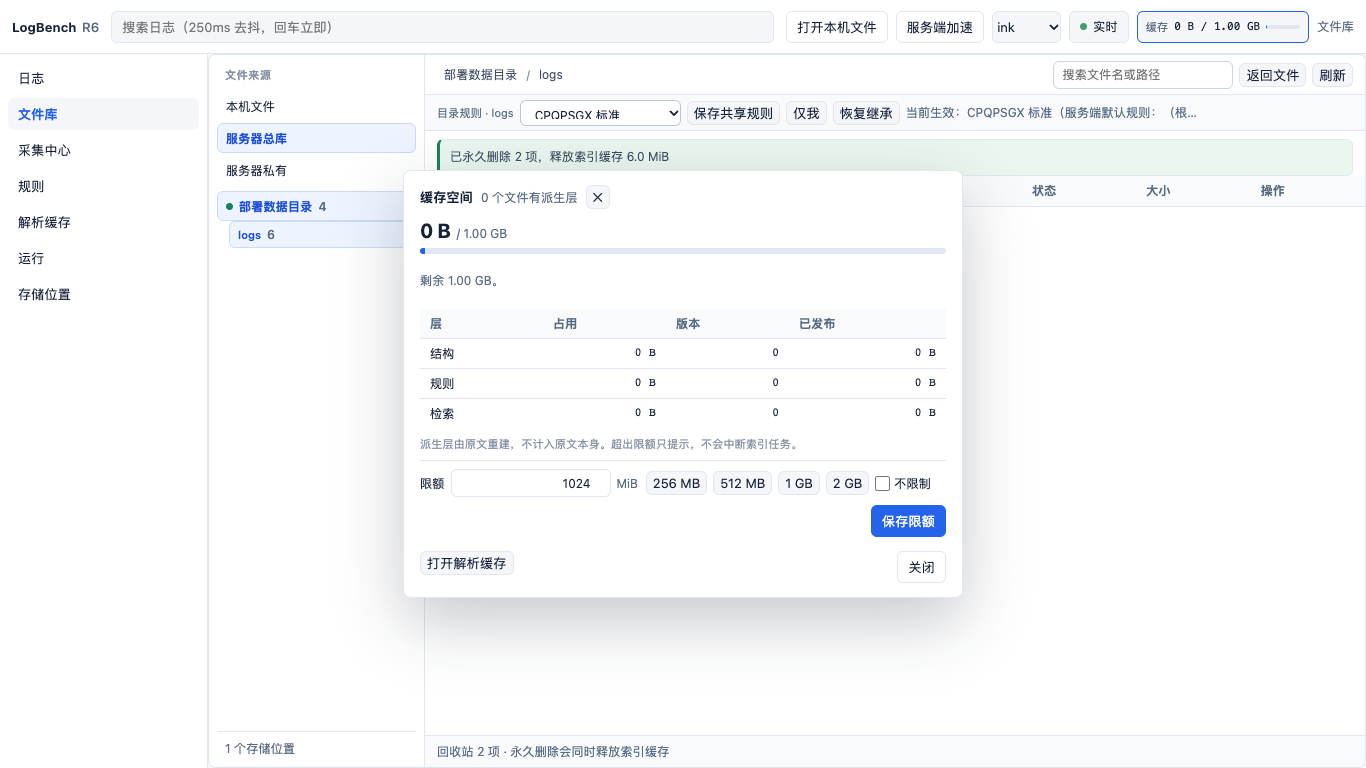 LogBench R6 搜索日志（250ms 去抖，回车立即） 打开本机文件 服务端加速 ink 实时 缓存 0 B / 1.00 GB 文件库
日志
文件库
采集中心
规则
解析缓存
运行
存储位置
文件来源
本机文件
服务器总库
服务器私有
部署数据目录 4
logs 6
1 个存储位置
部署数据目录 / logs 搜索文件名或路径 返回文件 刷新
目录规则 · logs CPQPSGX 标准 保存共享规则 仅我 恢复继承 当前生效：CPQPSGX 标准（服务端默认规则：（根...
已永久删除 2 项，释放索引缓存 6.0 MiB
状态 大小 操作
缓存空间 0 个文件有派生层
0 B / 1.00 GB
剩余 1.00 GB。
层 占用 版本 已发布
结构 0 B 0 0 B
规则 0 B 0 0 B
检索 0 B 0 0 B
派生层由原文重建，不计入原文本身。超出限额只提示，不会中断索引任务。
限额 1024 MiB 256 MB 512 MB 1 GB 2 GB 不限制
保存限额
打开解析缓存 关闭
回收站 2 项 · 永久删除会同时释放索引缓存